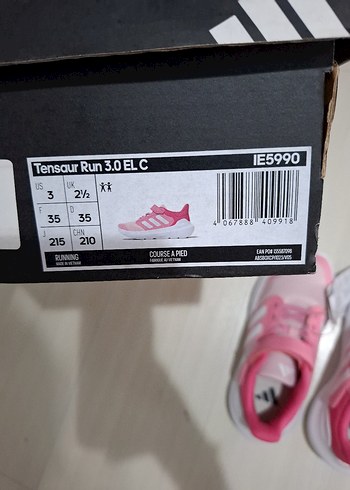 Tensaur Run 3.0 EL C
IE5990
US 3 UK 2½
F 35 D 35
J 215 CHN 210
4 067888 409918
RUNNING
MADE IN VIETNAM
COURSE A PIED
FABRIQUÉ AU VIETNAM